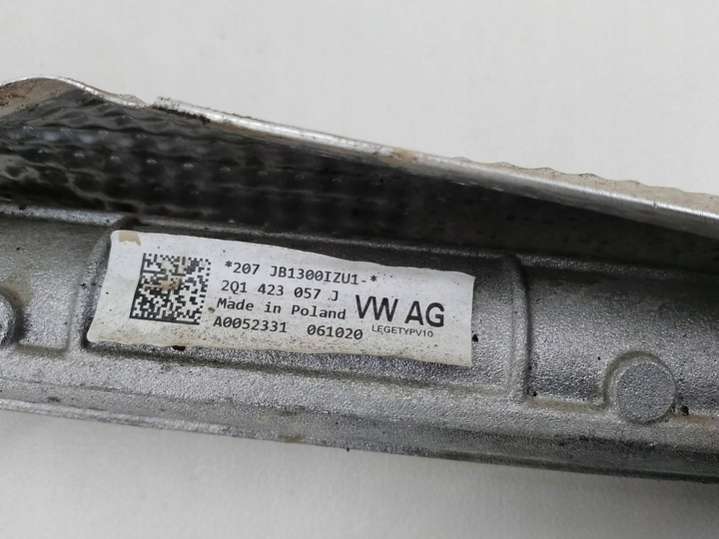 *207 JB1300IZU1-*
2Q1 423 057 J
Made in Poland
VW AG
A0052331 061020
LEGETYPV10